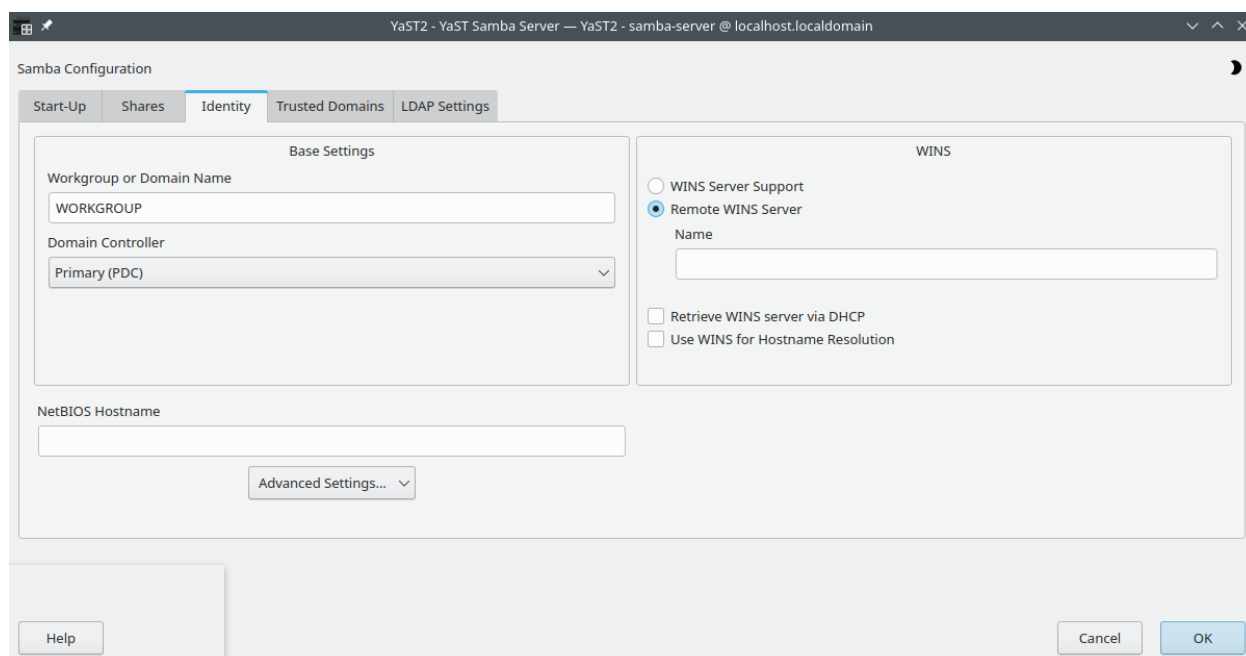 YaST2 - YaST Samba Server — YaST2 - samba-server @ localhost.localdomain
Samba Configuration
Start-Up Shares Identity Trusted Domains LDAP Settings
Base Settings
Workgroup or Domain Name
WORKGROUP
Domain Controller
Primary (PDC)
WINS
WINS Server Support
Remote WINS Server
Name
Retrieve WINS server via DHCP
Use WINS for Hostname Resolution
NetBIOS Hostname
Advanced Settings...
Help Cancel OK